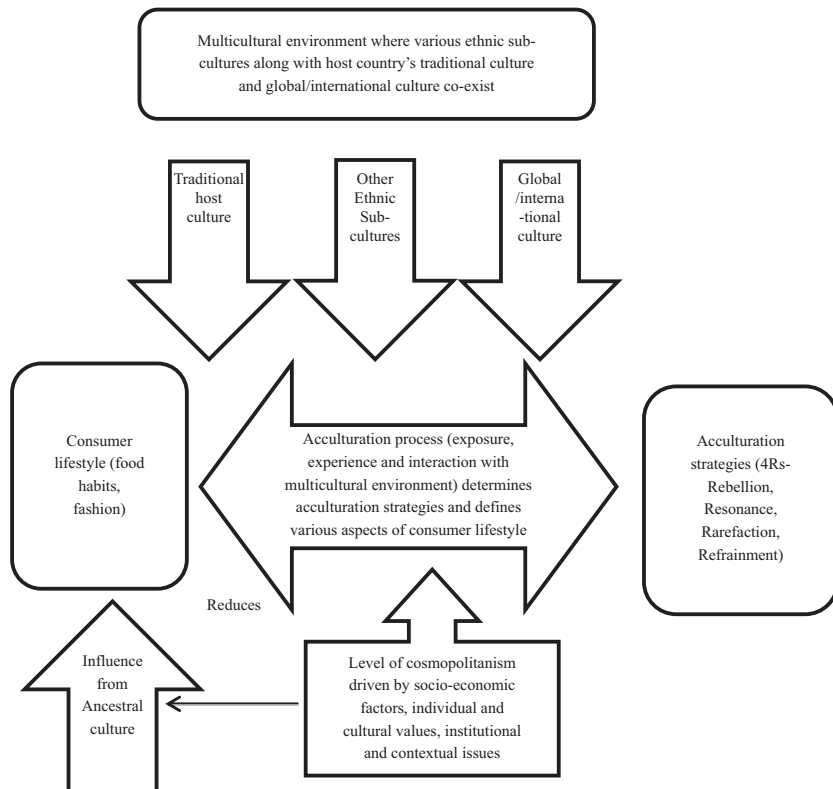 Multicultural environment where various ethnic sub-
cultures along with host country's traditional culture
and global/international culture co-exist
Traditional
host
culture
Other
Ethnic
Sub-
cultures
Global
/interna
-tional
culture
Consumer
lifestyle (food
habits,
fashion)
Acculturation process (exposure,
experience and interaction with
multicultural environment) determines
acculturation strategies and defines
various aspects of consumer lifestyle
Acculturation
strategies (4Rs-
Rebellion,
Resonance,
Rarefaction,
Refrainment)
Reduces
Influence
from
Ancestral
culture
Level of cosmopolitanism
driven by socio-economic
factors, individual and
cultural values, institutional
and contextual issues